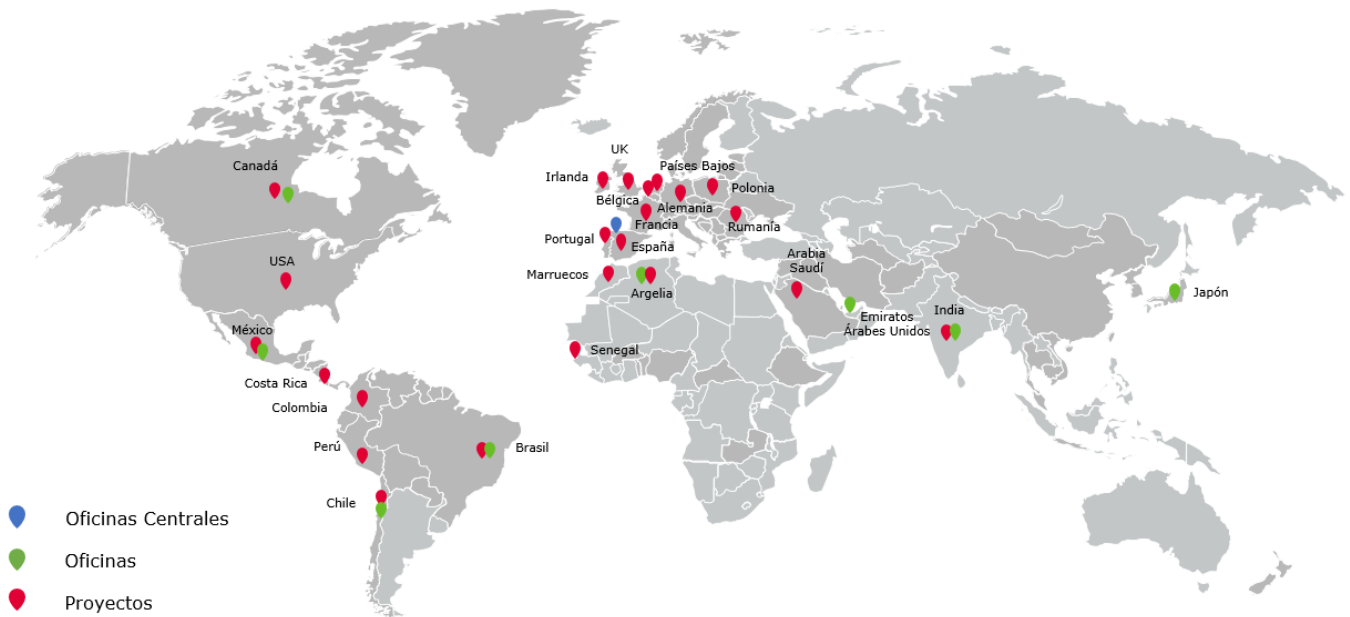 UK
Canadá
Países Bajos
Irlanda
Polonia
Bélgica
Alemania
Francia
Rumanía
Portugal
España
USA
Arabia
Saudí
Marruecos
Argelia
Japón
Emiratos
Árabes Unidos
India
México
Senegal
Costa Rica
Colombia
Perú
Brasil
Chile
Oficinas Centrales
Oficinas
Proyectos